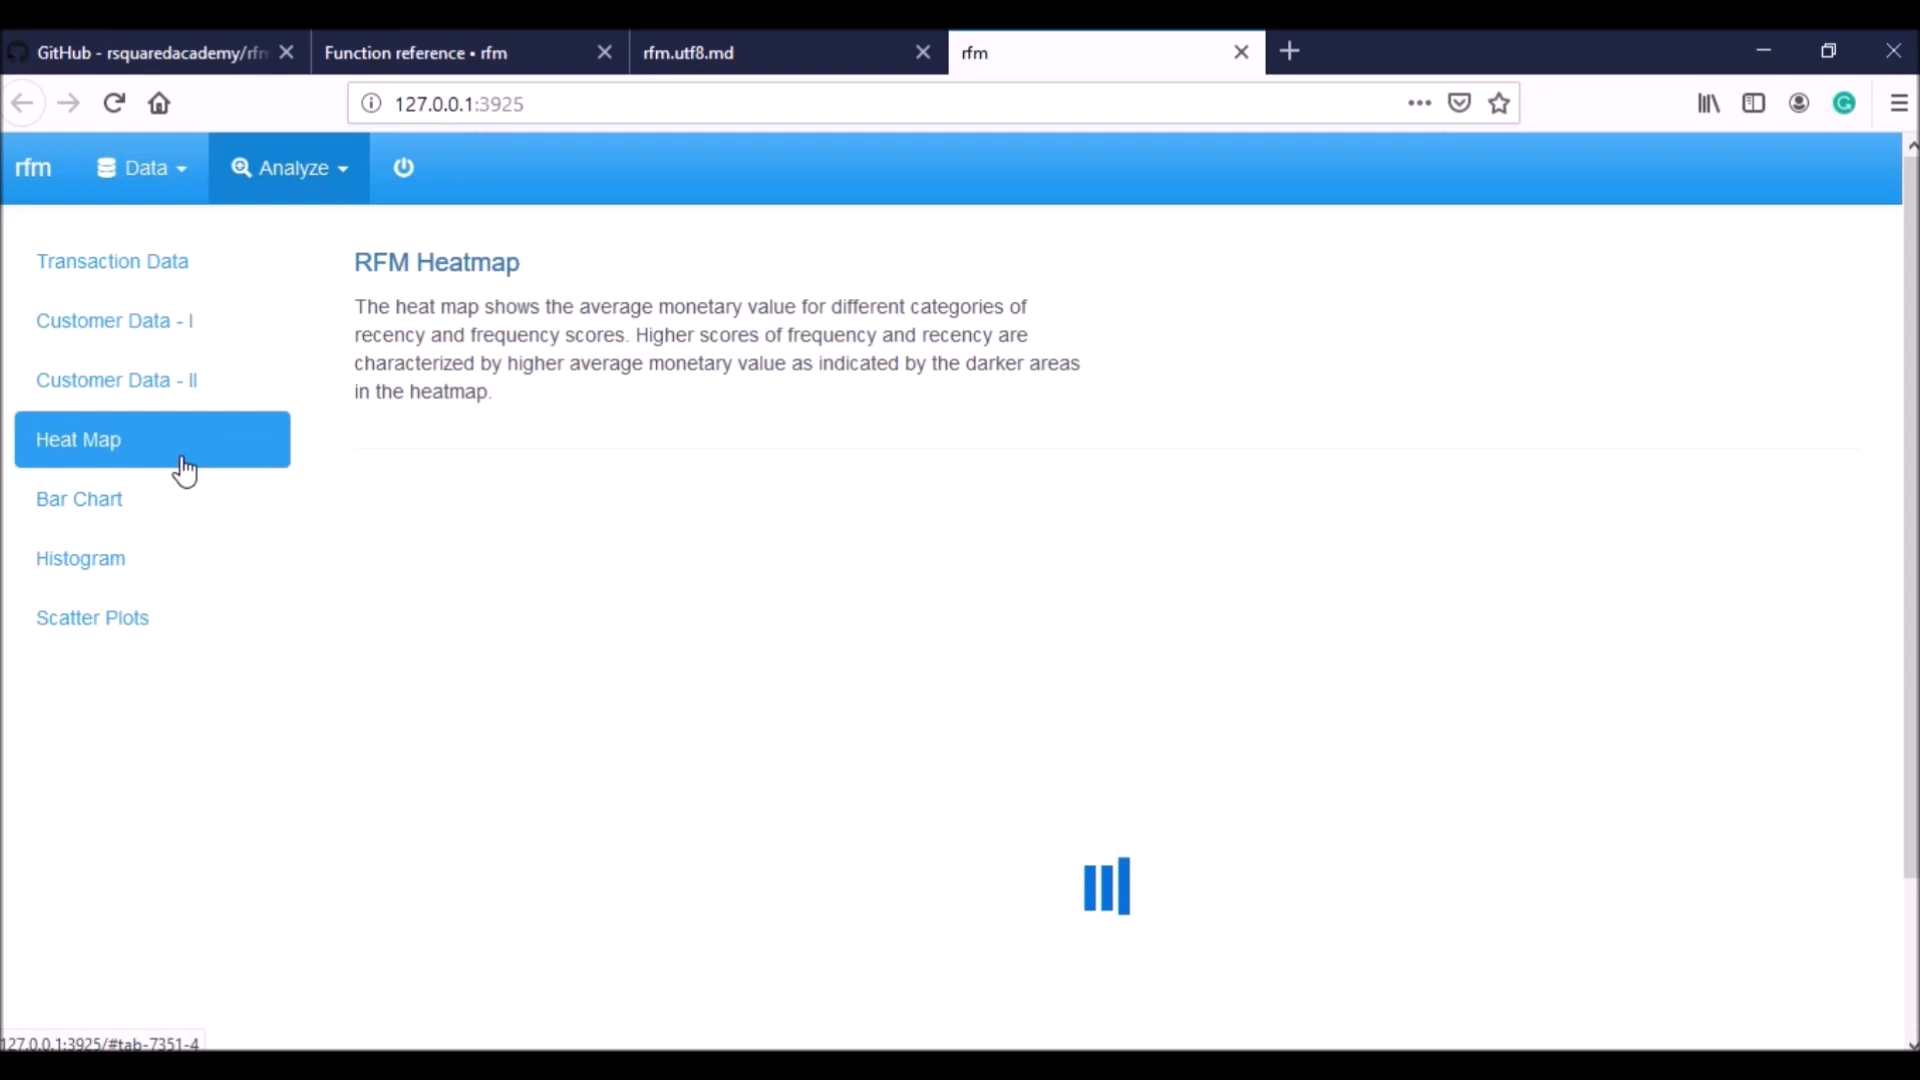 GitHub - rsquaredacademy/rfm
Function reference • rfm
rfm.utf8.md
rfm
127.0.0.1:3925
rfm
Data
Analyze
Transaction Data
Customer Data - I
Customer Data - II
Heat Map
Bar Chart
Histogram
Scatter Plots
RFM Heatmap
The heat map shows the average monetary value for different categories of
recency and frequency scores. Higher scores of frequency and recency are
characterized by higher average monetary value as indicated by the darker areas
in the heatmap.
127.0.0.1:3925/#tab-7351-4